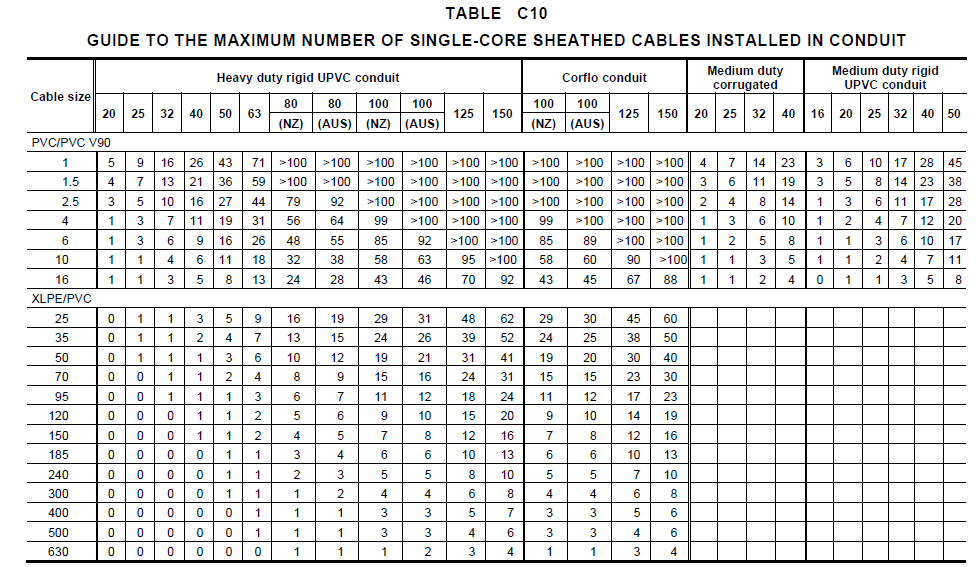 TABLE C10
GUIDE TO THE MAXIMUM NUMBER OF SINGLE-CORE SHEATHED CABLES INSTALLED IN CONDUIT
Cable size Heavy duty rigid UPVC conduit Corflo conduit Medium duty corrugated Medium duty rigid UPVC conduit
20 25 32 40 50 63 80 (NZ) 80 (AUS) 100 (NZ) 100 (AUS) 125 150 100 (NZ) 100 (AUS) 125 150 20 25 32 40 16 20 25 32 40 50
PVC/PVC V90
1 5 9 16 26 43 71 >100 >100 >100 >100 >100 >100 >100 >100 >100 >100 4 7 14 23 3 6 10 17 28 45
1.5 4 7 13 21 36 59 >100 >100 >100 >100 >100 >100 >100 >100 >100 >100 3 6 11 19 3 5 8 14 23 38
2.5 3 5 10 16 27 44 79 92 >100 >100 >100 >100 >100 >100 >100 >100 2 4 8 14 1 3 6 11 17 28
4 1 3 7 11 19 31 56 64 99 >100 >100 >100 99 >100 >100 >100 1 3 6 10 1 2 4 7 12 20
6 1 3 6 9 16 26 48 55 85 92 >100 >100 85 89 >100 >100 1 2 5 8 1 1 3 6 10 17
10 1 1 4 6 11 18 32 38 58 63 95 >100 58 60 90 >100 1 1 3 5 1 1 2 4 7 11
16 1 1 3 5 8 13 24 28 43 46 70 92 43 45 67 88 1 1 2 4 0 1 1 3 5 8
XLPE/PVC
25 0 1 1 3 5 9 16 19 29 31 48 62 29 30 45 60
35 0 1 1 2 4 7 13 15 24 26 39 52 24 25 38 50
50 0 1 1 1 3 6 10 12 19 21 31 41 19 20 30 40
70 0 0 1 1 2 4 8 9 15 16 24 31 15 15 23 30
95 0 0 1 1 1 3 6 7 11 12 18 24 11 12 17 23
120 0 0 0 1 1 2 5 6 9 10 15 20 9 10 14 19
150 0 0 0 1 1 2 4 5 7 8 12 16 7 8 12 16
185 0 0 0 0 1 1 3 4 6 6 10 13 6 6 10 13
240 0 0 0 0 1 1 2 3 5 5 8 10 5 5 7 10
300 0 0 0 0 1 1 1 2 4 4 6 8 4 4 6 8
400 0 0 0 0 0 1 1 1 3 3 5 7 3 3 5 6
500 0 0 0 0 0 1 1 1 3 3 4 6 3 3 4 6
630 0 0 0 0 0 0 1 1 1 2 3 4 1 1 3 4